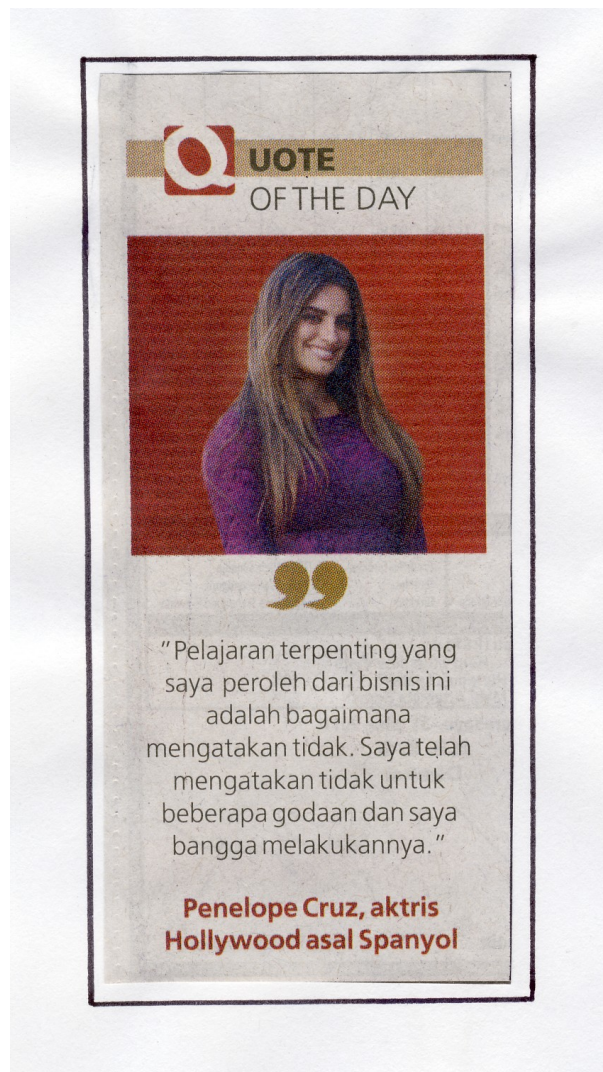 QUOTE
OF THE DAY
"Pelajaran terpenting yang
saya peroleh dari bisnis ini
adalah bagaimana
mengatakan tidak. Saya telah
mengatakan tidak untuk
beberapa godaan dan saya
bangga melakukannya."
Penelope Cruz, aktris
Hollywood asal Spanyol